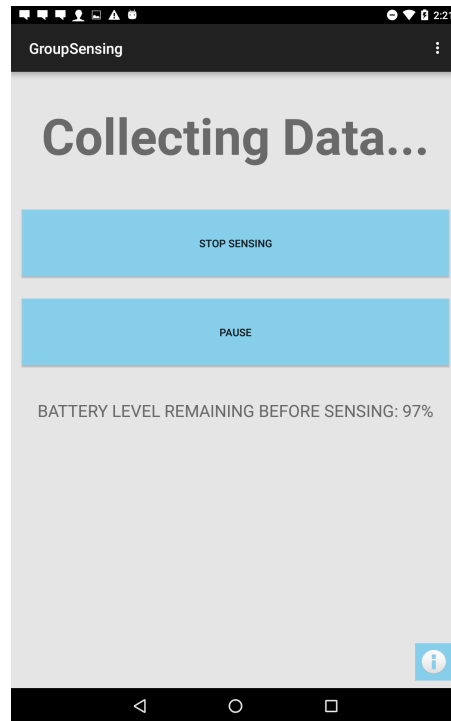 2:21
GroupSensing
Collecting Data...
STOP SENSING
PAUSE
BATTERY LEVEL REMAINING BEFORE SENSING: 97%